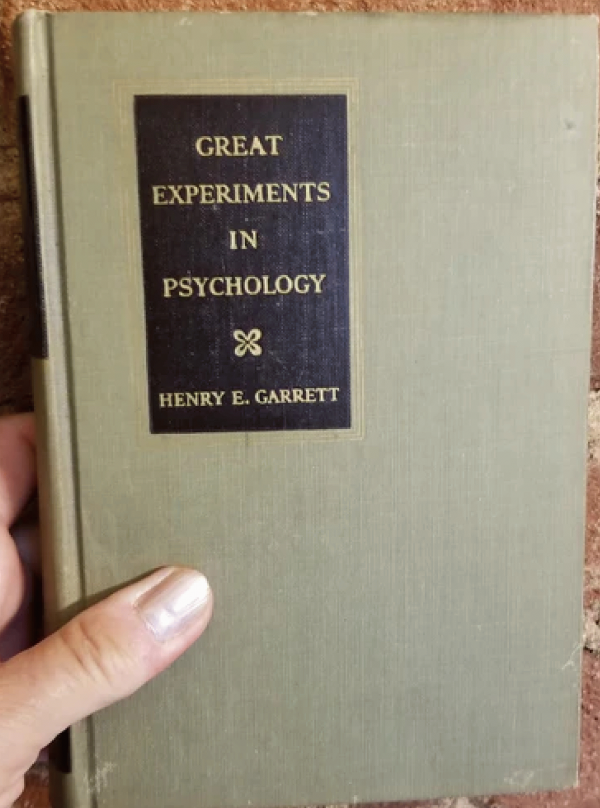 GREAT
EXPERIMENTS
IN
PSYCHOLOGY
HENRY E. GARRETT